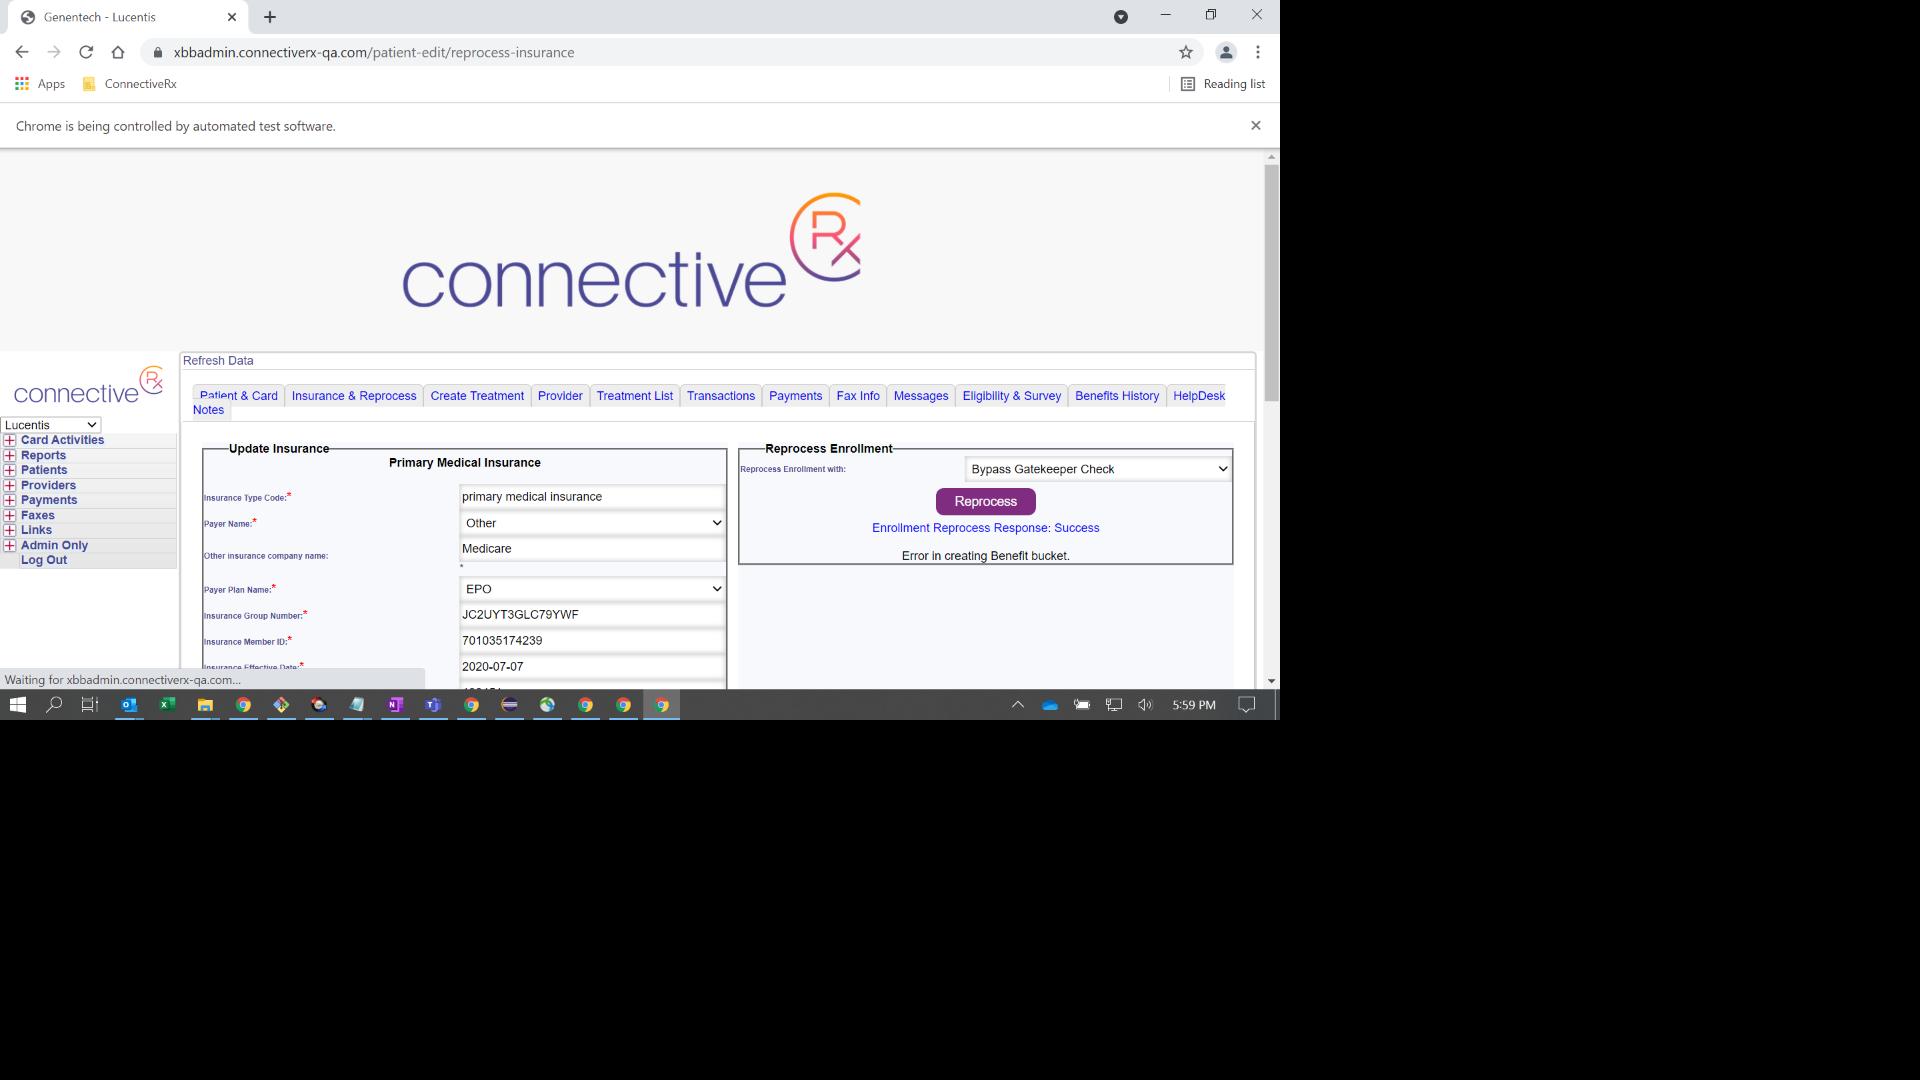 Genentech - Lucentis
xbbadmin.connectiverx-qa.com/patient-edit/reprocess-insurance
Apps
ConnectiveRx
Reading list
Chrome is being controlled by automated test software.
connective Rx
connective Rx
Lucentis
Card Activities
Reports
Patients
Providers
Payments
Faxes
Links
Admin Only
Log Out
Refresh Data
Patient & Card Insurance & Reprocess Create Treatment Provider Treatment List Transactions Payments Fax Info Messages Eligibility & Survey Benefits History HelpDesk
Notes
Update Insurance
Primary Medical Insurance
Insurance Type Code:* primary medical insurance
Payer Name:* Other
Other insurance company name: Medicare
*
Payer Plan Name:* EPO
Insurance Group Number:* JC2UYT3GLC79YWF
Insurance Member ID:* 701035174239
Insurance Effective Date:* 2020-07-07
Reprocess Enrollment
Reprocess Enrollment with: Bypass Gatekeeper Check
Reprocess
Enrollment Reprocess Response: Success
Error in creating Benefit bucket.
Waiting for xbbadmin.connectiverx-qa.com...
5:59 PM